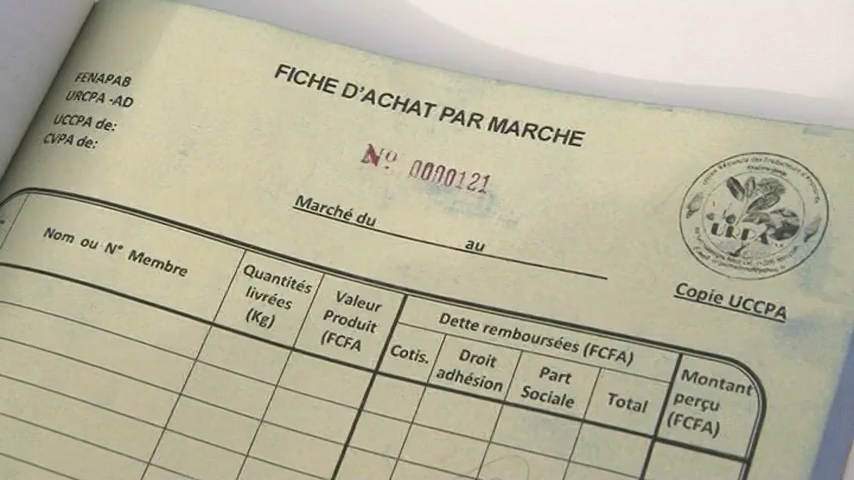 FICHE D'ACHAT PAR MARCHE
FENAPAB
URCPA -AD
UCCPA de:
CVPA de:
Nº 0000121
Marché du au
URPA
Copie UCCPA
Nom ou N° Membre
Quantités
livrées
(Kg)
Valeur
Produit
(FCFA
Dette remboursées (FCFA)
Cotis.
Droit
adhésion
Part
Sociale
Total
Montant
perçu
(FCFA)